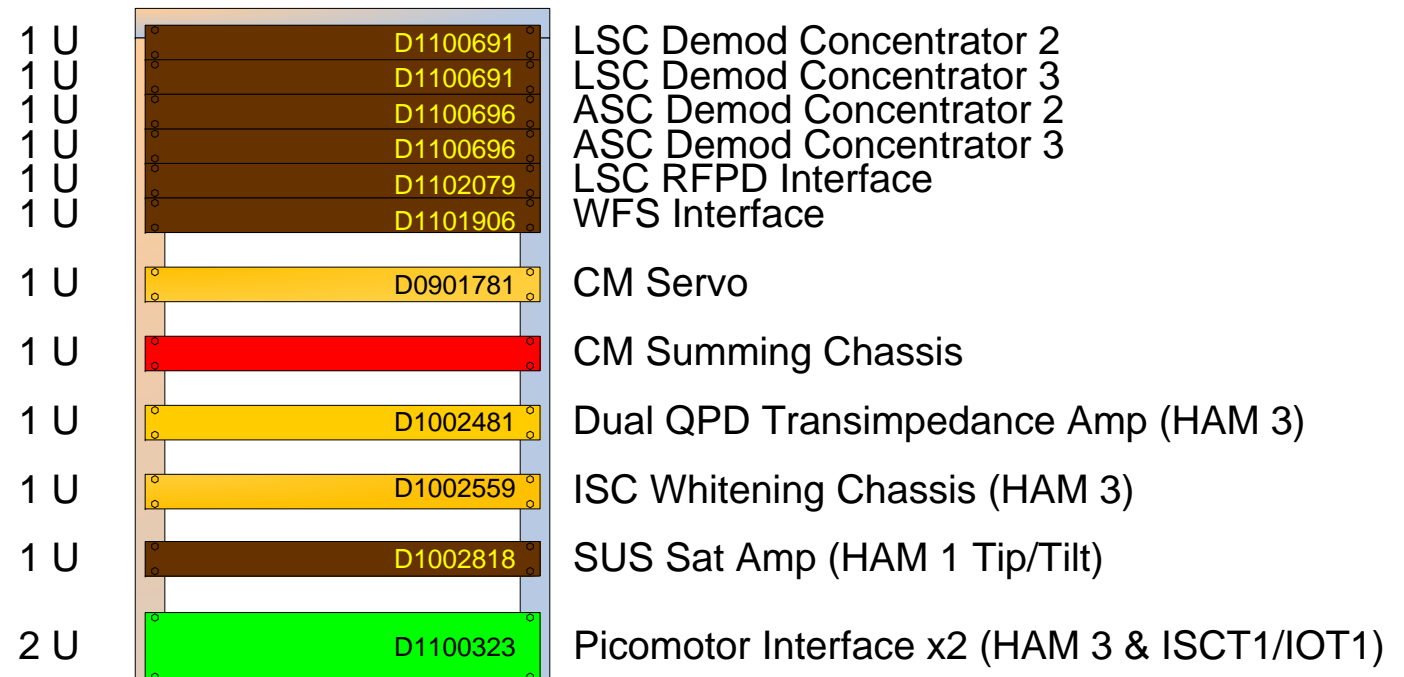 1 U D1100691 LSC Demod Concentrator 2
1 U D1100691 LSC Demod Concentrator 3
1 U D1100696 ASC Demod Concentrator 2
1 U D1100696 ASC Demod Concentrator 3
1 U D1102079 LSC RFPD Interface
1 U D1101906 WFS Interface
1 U D0901781 CM Servo
1 U CM Summing Chassis
1 U D1002481 Dual QPD Transimpedance Amp (HAM 3)
1 U D1002559 ISC Whitening Chassis (HAM 3)
1 U D1002818 SUS Sat Amp (HAM 1 Tip/Tilt)
2 U D1100323 Picomotor Interface x2 (HAM 3 & ISCT1/IOT1)